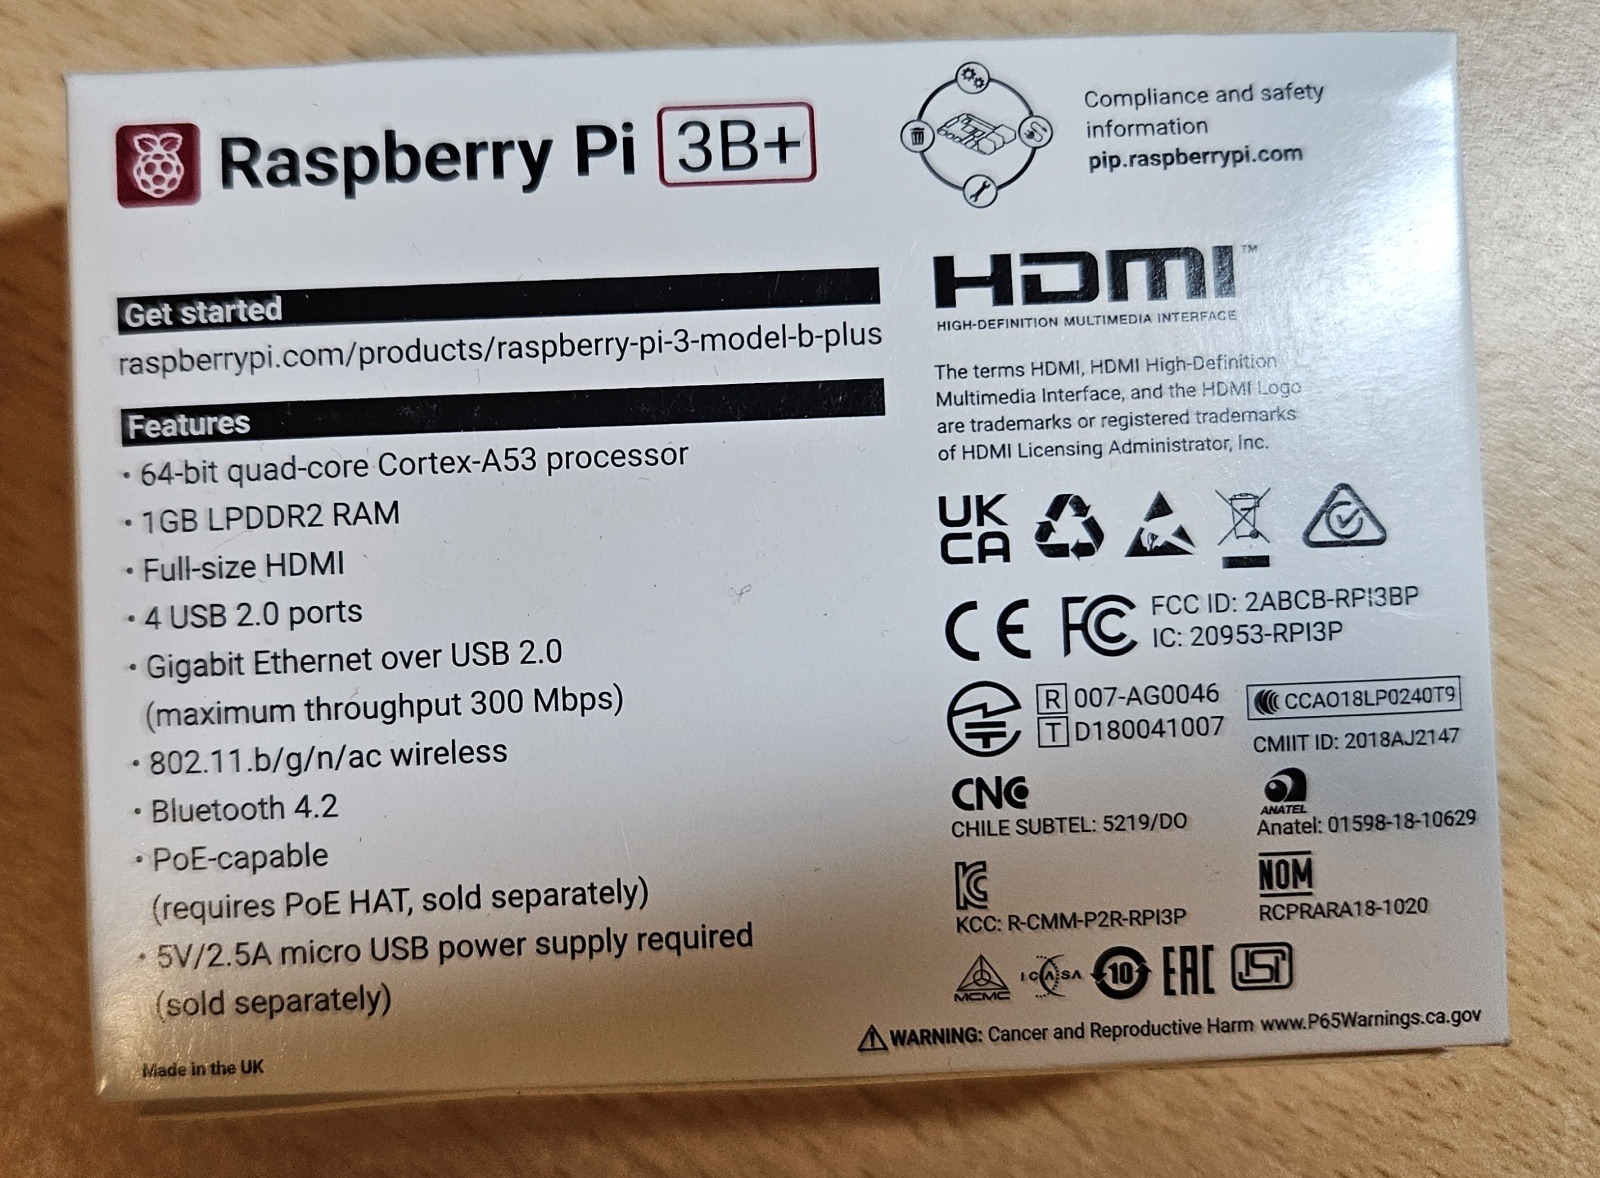 Raspberry Pi 3B+
Get started
raspberrypi.com/products/raspberry-pi-3-model-b-plus
Features
· 64-bit quad-core Cortex-A53 processor
· 1GB LPDDR2 RAM
· Full-size HDMI
· 4 USB 2.0 ports
· Gigabit Ethernet over USB 2.0
(maximum throughput 300 Mbps)
· 802.11.b/g/n/ac wireless
· Bluetooth 4.2
· PoE-capable
(requires PoE HAT, sold separately)
· 5V/2.5A micro USB power supply required
(sold separately)
Made in the UK
Compliance and safety
information
pip.raspberrypi.com
HDMI™
HIGH-DEFINITION MULTIMEDIA INTERFACE
The terms HDMI, HDMI High-Definition
Multimedia Interface, and the HDMI Logo
are trademarks or registered trademarks
of HDMI Licensing Administrator, Inc.
UK
CA
CE FC FCC ID: 2ABCB-RPI3BP
IC: 20953-RPI3P
R 007-AG0046
T D180041007
CCAO18LP0240T9
CMIIT ID: 2018AJ2147
CNC
CHILE SUBTEL: 5219/DO
ANATEL
Anatel: 01598-18-10629
KC
KCC: R-CMM-P2R-RPI3P
NOM
RCPRARA18-1020
MCMC ICASA 10 EAC ISI
WARNING: Cancer and Reproductive Harm www.P65Warnings.ca.gov